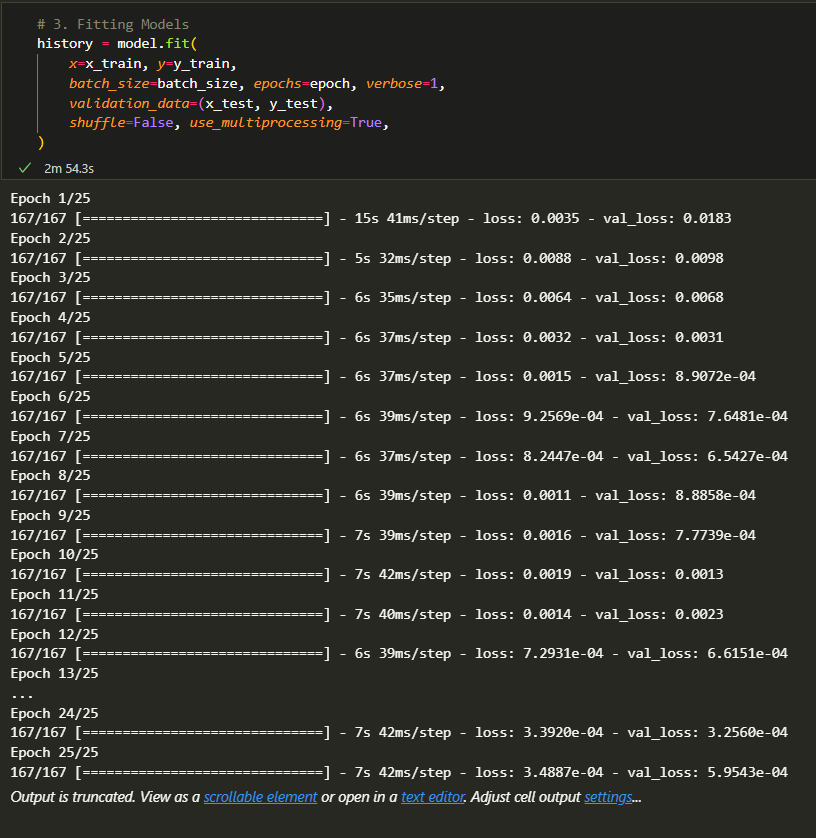 # 3. Fitting Models
history = model.fit(
x=x_train, y=y_train,
batch_size=batch_size, epochs=epoch, verbose=1,
validation_data=(x_test, y_test),
shuffle=False, use_multiprocessing=True,
)
2m 54.3s
Epoch 1/25
167/167 [==============================] - 15s 41ms/step - loss: 0.0035 - val_loss: 0.0183
Epoch 2/25
167/167 [==============================] - 5s 32ms/step - loss: 0.0088 - val_loss: 0.0098
Epoch 3/25
167/167 [==============================] - 6s 35ms/step - loss: 0.0064 - val_loss: 0.0068
Epoch 4/25
167/167 [==============================] - 6s 37ms/step - loss: 0.0032 - val_loss: 0.0031
Epoch 5/25
167/167 [==============================] - 6s 37ms/step - loss: 0.0015 - val_loss: 8.9072e-04
Epoch 6/25
167/167 [==============================] - 6s 39ms/step - loss: 9.2569e-04 - val_loss: 7.6481e-04
Epoch 7/25
167/167 [==============================] - 6s 37ms/step - loss: 8.2447e-04 - val_loss: 6.5427e-04
Epoch 8/25
167/167 [==============================] - 6s 39ms/step - loss: 0.0011 - val_loss: 8.8858e-04
Epoch 9/25
167/167 [==============================] - 7s 39ms/step - loss: 0.0016 - val_loss: 7.7739e-04
Epoch 10/25
167/167 [==============================] - 7s 42ms/step - loss: 0.0019 - val_loss: 0.0013
Epoch 11/25
167/167 [==============================] - 7s 40ms/step - loss: 0.0014 - val_loss: 0.0023
Epoch 12/25
167/167 [==============================] - 6s 39ms/step - loss: 7.2931e-04 - val_loss: 6.6151e-04
Epoch 13/25
...
Epoch 24/25
167/167 [==============================] - 7s 42ms/step - loss: 3.3920e-04 - val_loss: 3.2560e-04
Epoch 25/25
167/167 [==============================] - 7s 42ms/step - loss: 3.4887e-04 - val_loss: 5.9543e-04
Output is truncated. View as a scrollable element or open in a text editor. Adjust cell output settings...